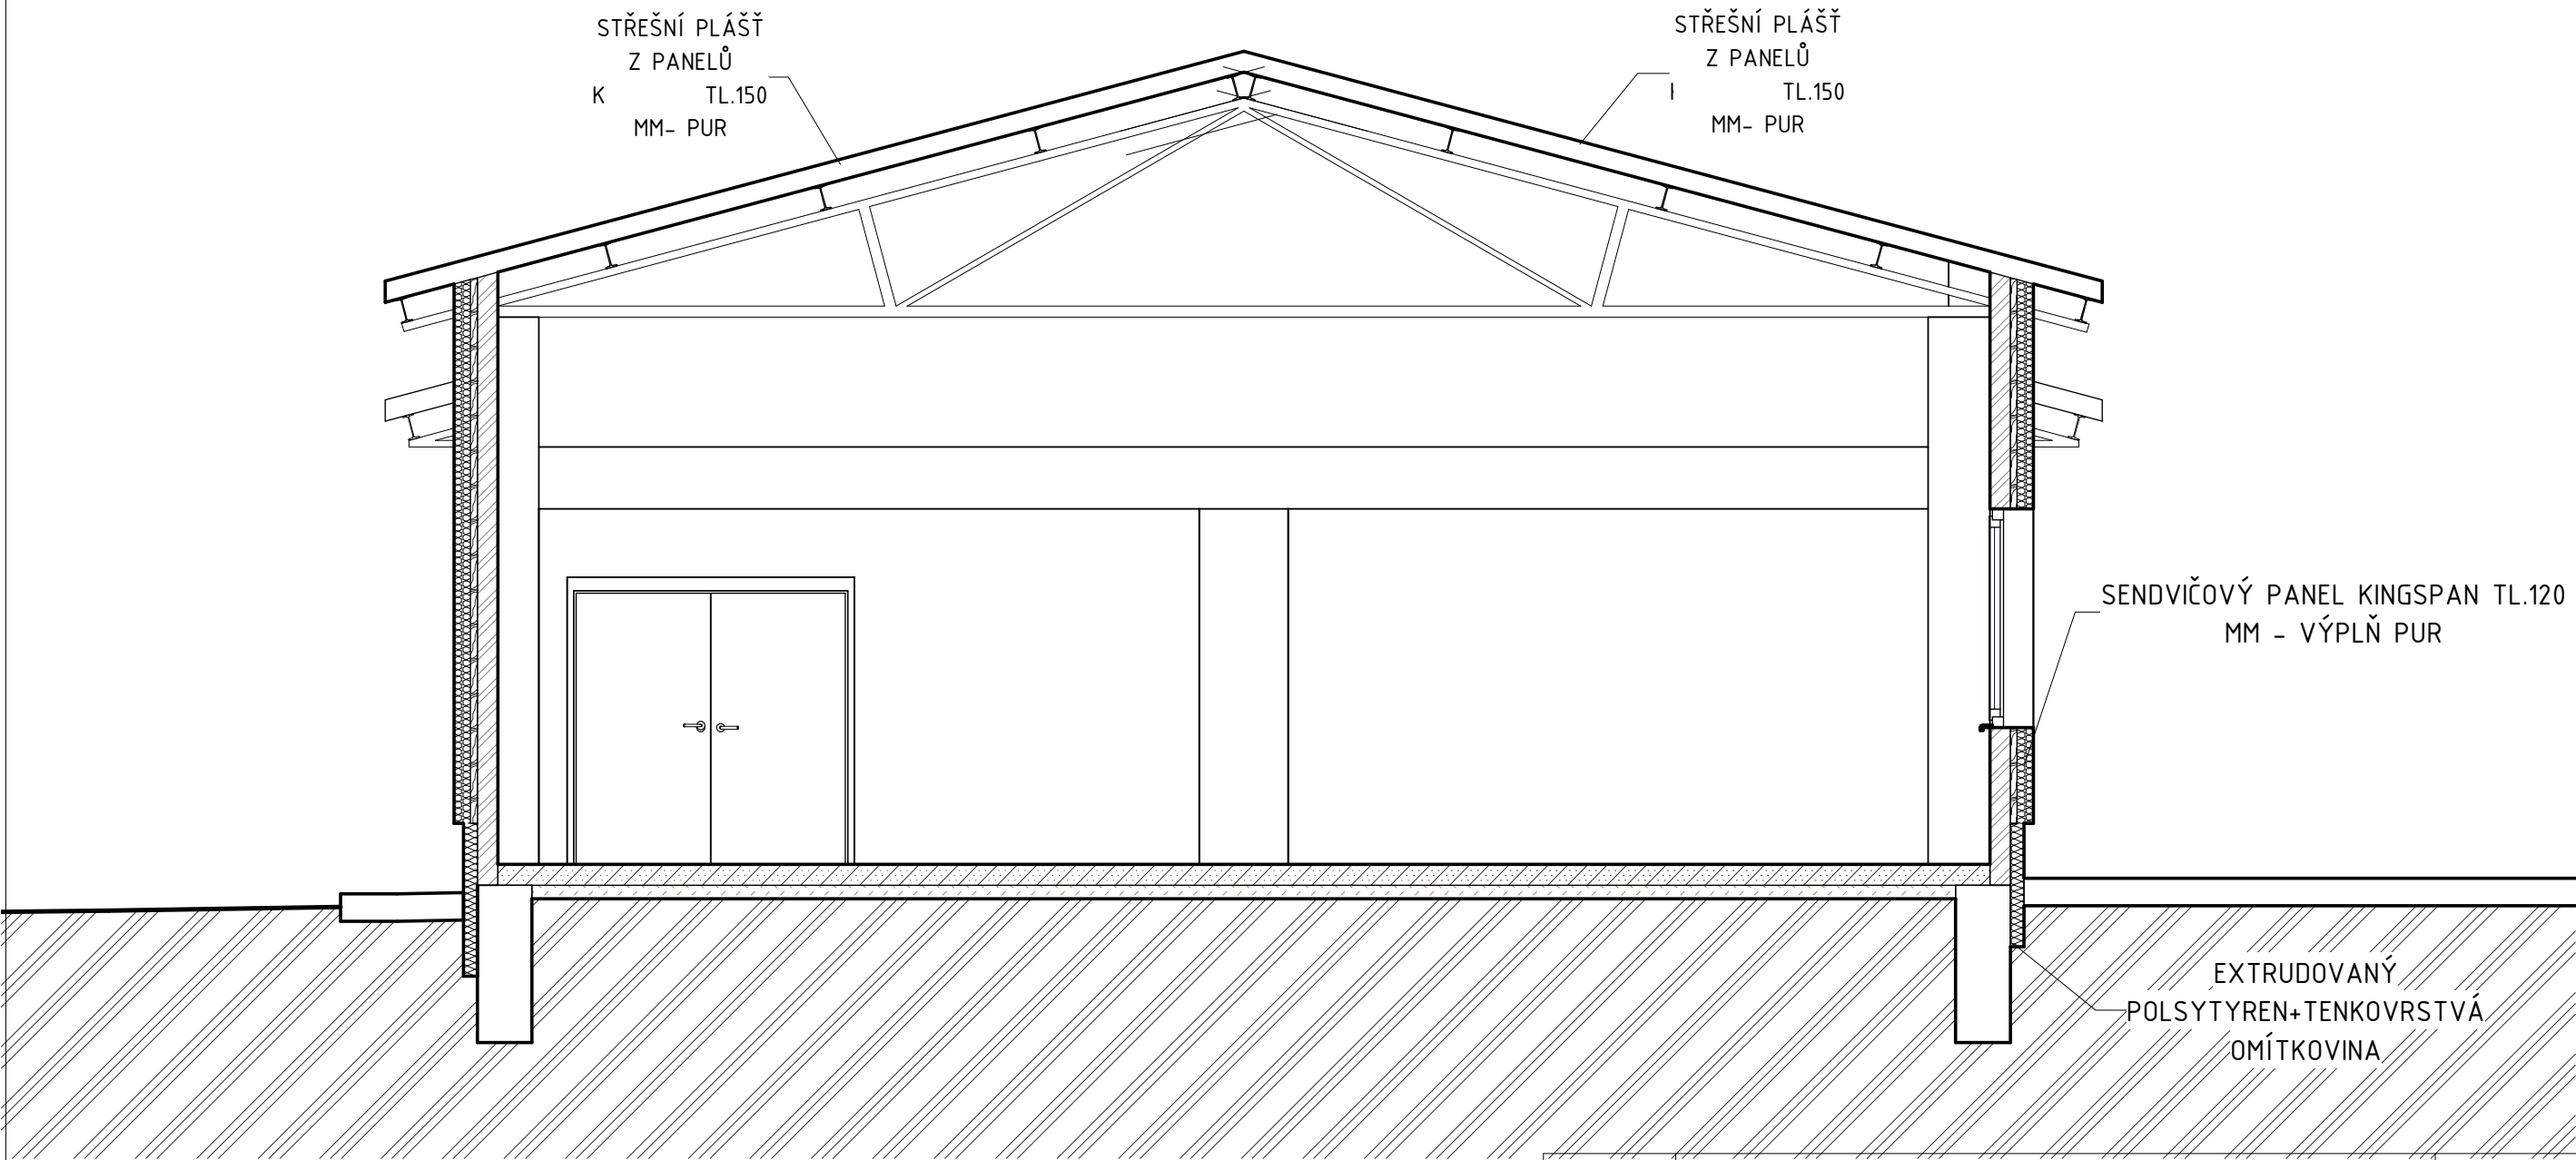 STŘEŠNÍ PLÁŠŤ
Z PANELŮ
K TL.150
MM- PUR
STŘEŠNÍ PLÁŠŤ
Z PANELŮ
TL.150
MM- PUR
SENDVIČOVÝ PANEL KINGSPAN TL.120
MM - VÝPLŇ PUR
EXTRUDOVANÝ
POLSYTYREN+TENKOVRSTVÁ
OMÍTKOVINA